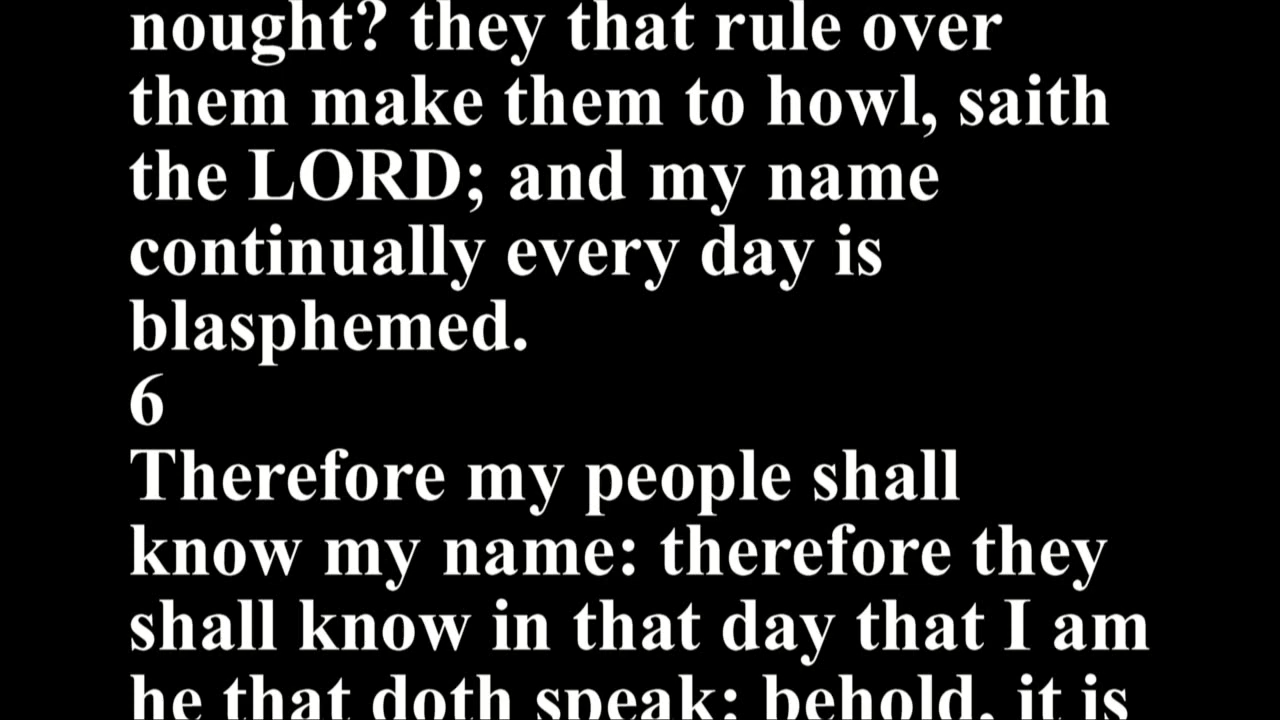 nought? they that rule over
them make them to howl, saith
the LORD; and my name
continually every day is
blasphemed.
6
Therefore my people shall
know my name: therefore they
shall know in that day that I am
he that doth speak: behold, it is